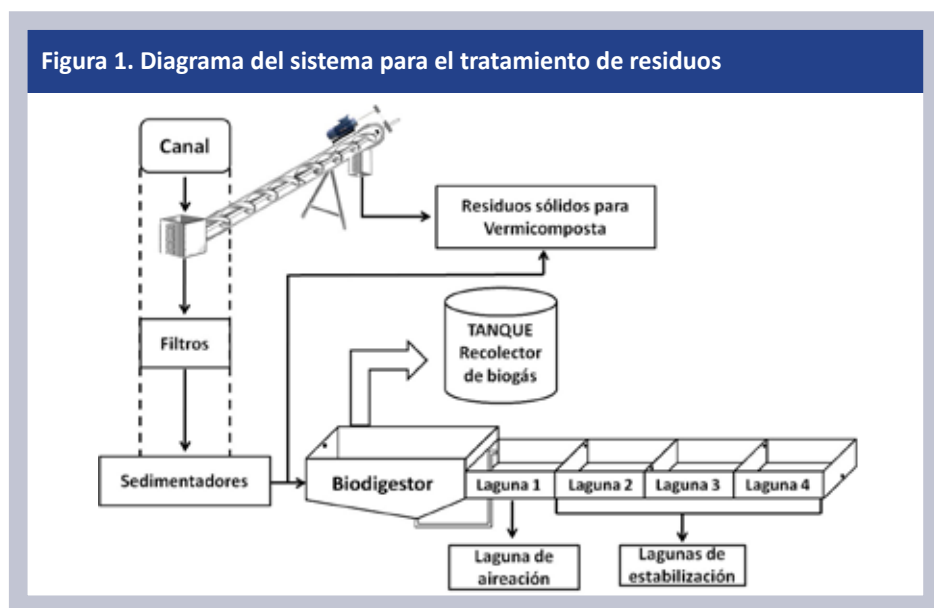 Figura 1. Diagrama del sistema para el tratamiento de residuos
Canal
Residuos sólidos para
Vermicomposta
Filtros
TANQUE
Recolector
de biogás
Sedimentadores
Biodigestor
Laguna 1
Laguna 2
Laguna 3
Laguna 4
Laguna de
aireación
Lagunas de
estabilización